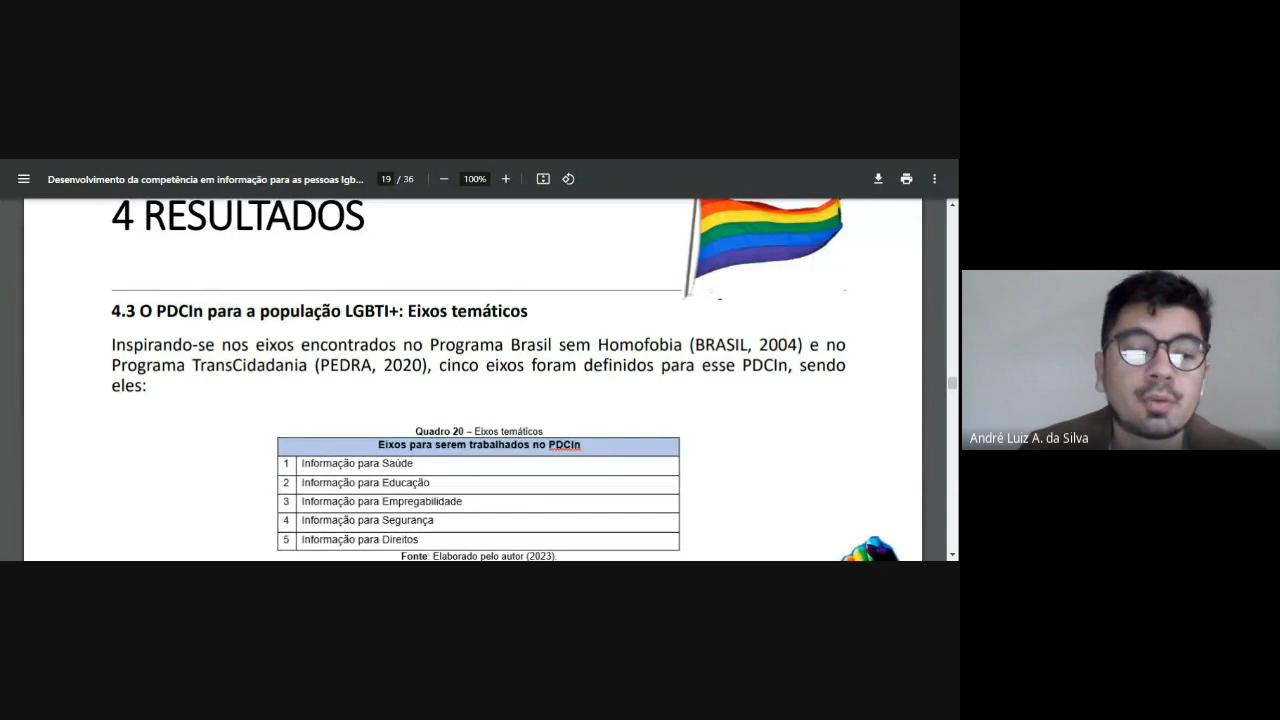 Desenvolvimento da competência em informação para as pessoas lgb...
19 / 36
100%
4 RESULTADOS
4.3 O PDCIn para a população LGBTI+: Eixos temáticos
Inspirando-se nos eixos encontrados no Programa Brasil sem Homofobia (BRASIL, 2004) e no
Programa TransCidadania (PEDRA, 2020), cinco eixos foram definidos para esse PDCIn, sendo
eles:
Quadro 20 – Eixos temáticos
Eixos para serem trabalhados no PDCIn
1 Informação para Saúde
2 Informação para Educação
3 Informação para Empregabilidade
4 Informação para Segurança
5 Informação para Direitos
Fonte: Elaborado pelo autor (2023).
André Luiz A. da Silva